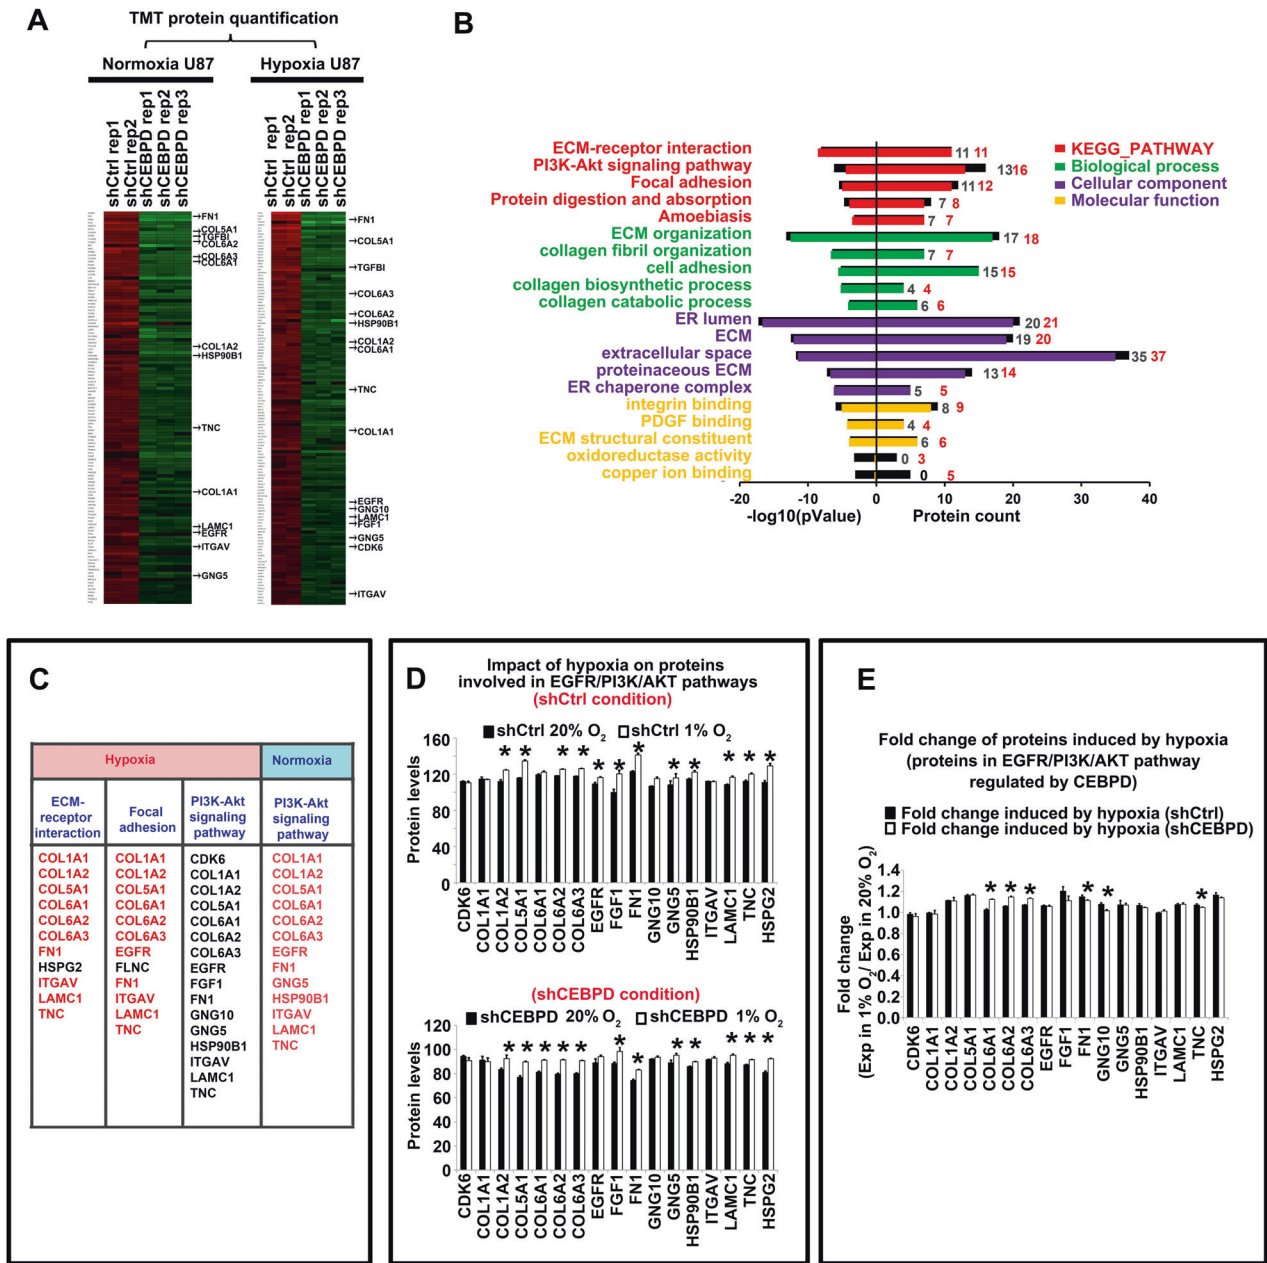 A
TMT protein quantification
Normoxia U87
Hypoxia U87
shCtrl rep1
shCtrl rep2
shCEBPD rep1
shCEBPD rep2
shCEBPD rep3
shCtrl rep1
shCtrl rep2
shCEBPD rep1
shCEBPD rep2
shCEBPD rep3
→FN1
→COL5A1
→TGFBI
→COL6A2
→COL6A3
→COL6A1
→COL1A2
→HSP90B1
→TNC
→COL1A1
→LAMC1
→EGFR
→ITGAV
→GNG5
→FN1
→COL5A1
→TGFBI
→COL6A3
→COL6A2
→HSP90B1
→COL1A2
→COL6A1
→TNC
→COL1A1
→EGFR
→GNG10
→LAMC1
→FGF1
→GNG5
→CDK6
→ITGAV
B
ECM-receptor interaction 11 11
PI3K-Akt signaling pathway 13 16
Focal adhesion 11 12
Protein digestion and absorption 7 8
Amoebiasis 7 7
ECM organization 17 18
collagen fibril organization 7 7
cell adhesion 15 15
collagen biosynthetic process 4 4
collagen catabolic process 6 6
ER lumen 20 21
ECM 19 20
extracellular space 35 37
proteinaceous ECM 13 14
ER chaperone complex 5 5
integrin binding 8 9
PDGF binding 4 4
ECM structural constituent 6 6
oxidoreductase activity 0 3
copper ion binding 0 5
KEGG_PATHWAY
Biological process
Cellular component
Molecular function
-20 -10 0 10 20 30 40
-log10(pValue) Protein count
C
Hypoxia
Normoxia
ECM-
receptor
interaction
Focal
adhesion
PI3K-Akt
signaling
pathway
PI3K-Akt
signaling
pathway
COL1A1
COL1A2
COL5A1
COL6A1
COL6A2
COL6A3
FN1
HSPG2
ITGAV
LAMC1
TNC
COL1A1
COL1A2
COL5A1
COL6A1
COL6A2
COL6A3
EGFR
FLNC
FN1
ITGAV
LAMC1
TNC
CDK6
COL1A1
COL1A2
COL5A1
COL6A1
COL6A2
COL6A3
EGFR
FGF1
FN1
GNG10
GNG5
HSP90B1
ITGAV
LAMC1
TNC
COL1A1
COL1A2
COL5A1
COL6A1
COL6A2
COL6A3
EGFR
FN1
GNG5
HSP90B1
ITGAV
LAMC1
TNC
D
Impact of hypoxia on proteins
involved in EGFR/PI3K/AKT pathways
(shCtrl condition)
shCtrl 20% O2 shCtrl 1% O2
Protein levels
160
120
80
40
0
* * * * * * * * * * * *
CDK6
COL1A1
COL1A2
COL5A1
COL6A1
COL6A2
COL6A3
EGFR
FGF1
FN1
GNG10
GNG5
HSP90B1
ITGAV
LAMC1
TNC
HSPG2
(shCEBPD condition)
shCEBPD 20% O2 shCEBPD 1% O2
Protein levels
120
100
80
60
40
20
0
* * * * * * * * * * * *
CDK6
COL1A1
COL1A2
COL5A1
COL6A1
COL6A2
COL6A3
EGFR
FGF1
FN1
GNG10
GNG5
HSP90B1
ITGAV
LAMC1
TNC
HSPG2
E
Fold change of proteins induced by hypoxia
(proteins in EGFR/PI3K/AKT pathway
regulated by CEBPD)
Fold change induced by hypoxia (shCtrl)
Fold change induced by hypoxia (shCEBPD)
Fold change
(Exp in 1% O2/ Exp in 20% O2)
1.4
1.2
1.0
0.8
0.6
0.4
0.2
0
* * * * * *
CDK6
COL1A1
COL1A2
COL5A1
COL6A1
COL6A2
COL6A3
EGFR
FGF1
FN1
GNG10
GNG5
HSP90B1
ITGAV
LAMC1
TNC
HSPG2